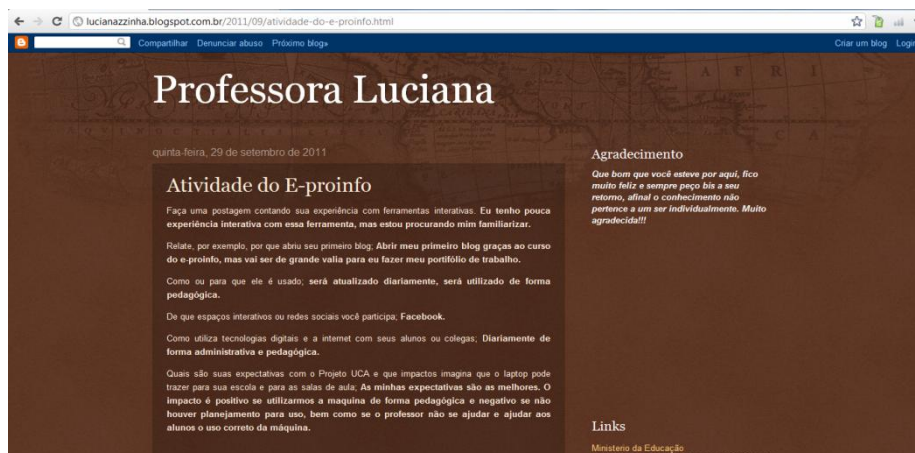 lucianazzinha.blogspot.com.br/2011/09/atividade-do-e-proinfo.html
Compartilhar Denunciar abuso Próximo blog»
Criar um blog Login
Professora Luciana
quinta-feira, 29 de setembro de 2011
Atividade do E-proinfo
Faça uma postagem contando sua experiência com ferramentas interativas. Eu tenho pouca
experiência interativa com essa ferramenta, mas estou procurando mim familiarizar.
Relate, por exemplo, por que abriu seu primeiro blog; Abrir meu primeiro blog graças ao curso
do e-proinfo, mas vai ser de grande valia para eu fazer meu portifólio de trabalho.
Como ou para que ele é usado; será atualizado diariamente, será utilizado de forma
pedagógica.
De que espaços interativos ou redes sociais você participa; Facebook.
Como utiliza tecnologias digitais e a internet com seus alunos ou colegas; Diariamente de
forma administrativa e pedagógica.
Quais são suas expectativas com o Projeto UCA e que impactos imagina que o laptop pode
trazer para sua escola e para as salas de aula; As minhas expectativas são as melhores. O
impacto é positivo se utilizarmos a maquina de forma pedagógica e negativo se não
houver planejamento para uso, bem como se o professor não se ajudar e ajudar aos
alunos o uso correto da máquina.
Agradecimento
Que bom que você esteve por aqui, fico
muito feliz e sempre peço bis a seu
retorno, afinal o conhecimento não
pertence a um ser individualmente. Muito
agradecida!!!
Links
Ministerio da Educação